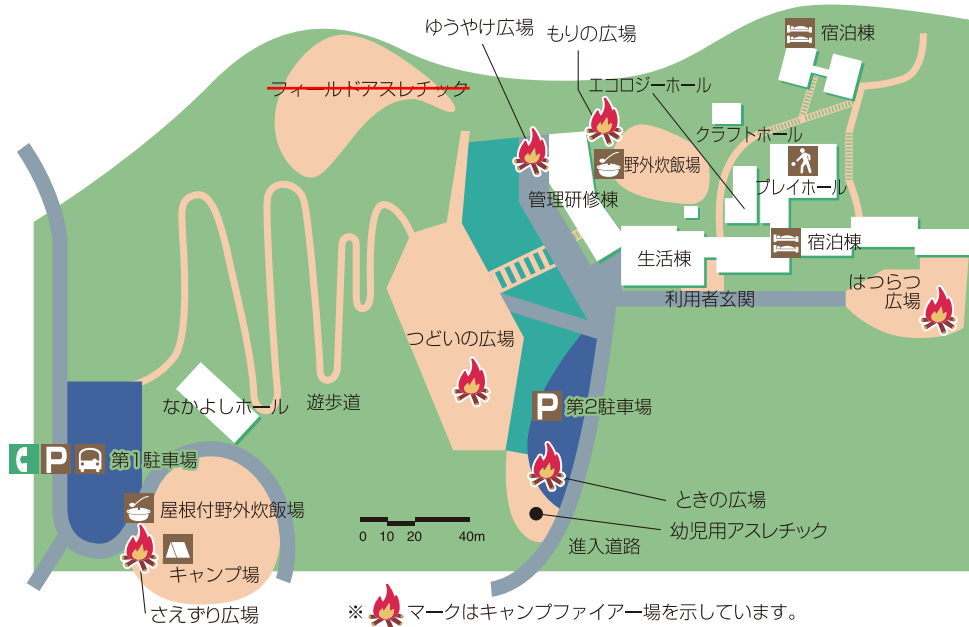 ゆうやけ広場
もりの広場
宿泊棟
フィールドアスレチック
エコロジーホール
クラフトホール
野外炊飯場
プレイホール
管理研修棟
宿泊棟
生活棟
はつらつ
広場
利用者玄関
つどいの広場
なかよしホール
遊歩道
P 第2駐車場
P 第1駐車場
ときの広場
屋根付野外炊飯場
幼児用アスレチック
0 10 20 40m
進入道路
キャンプ場
さえずり広場
※ マークはキャンプファイアー場を示しています。